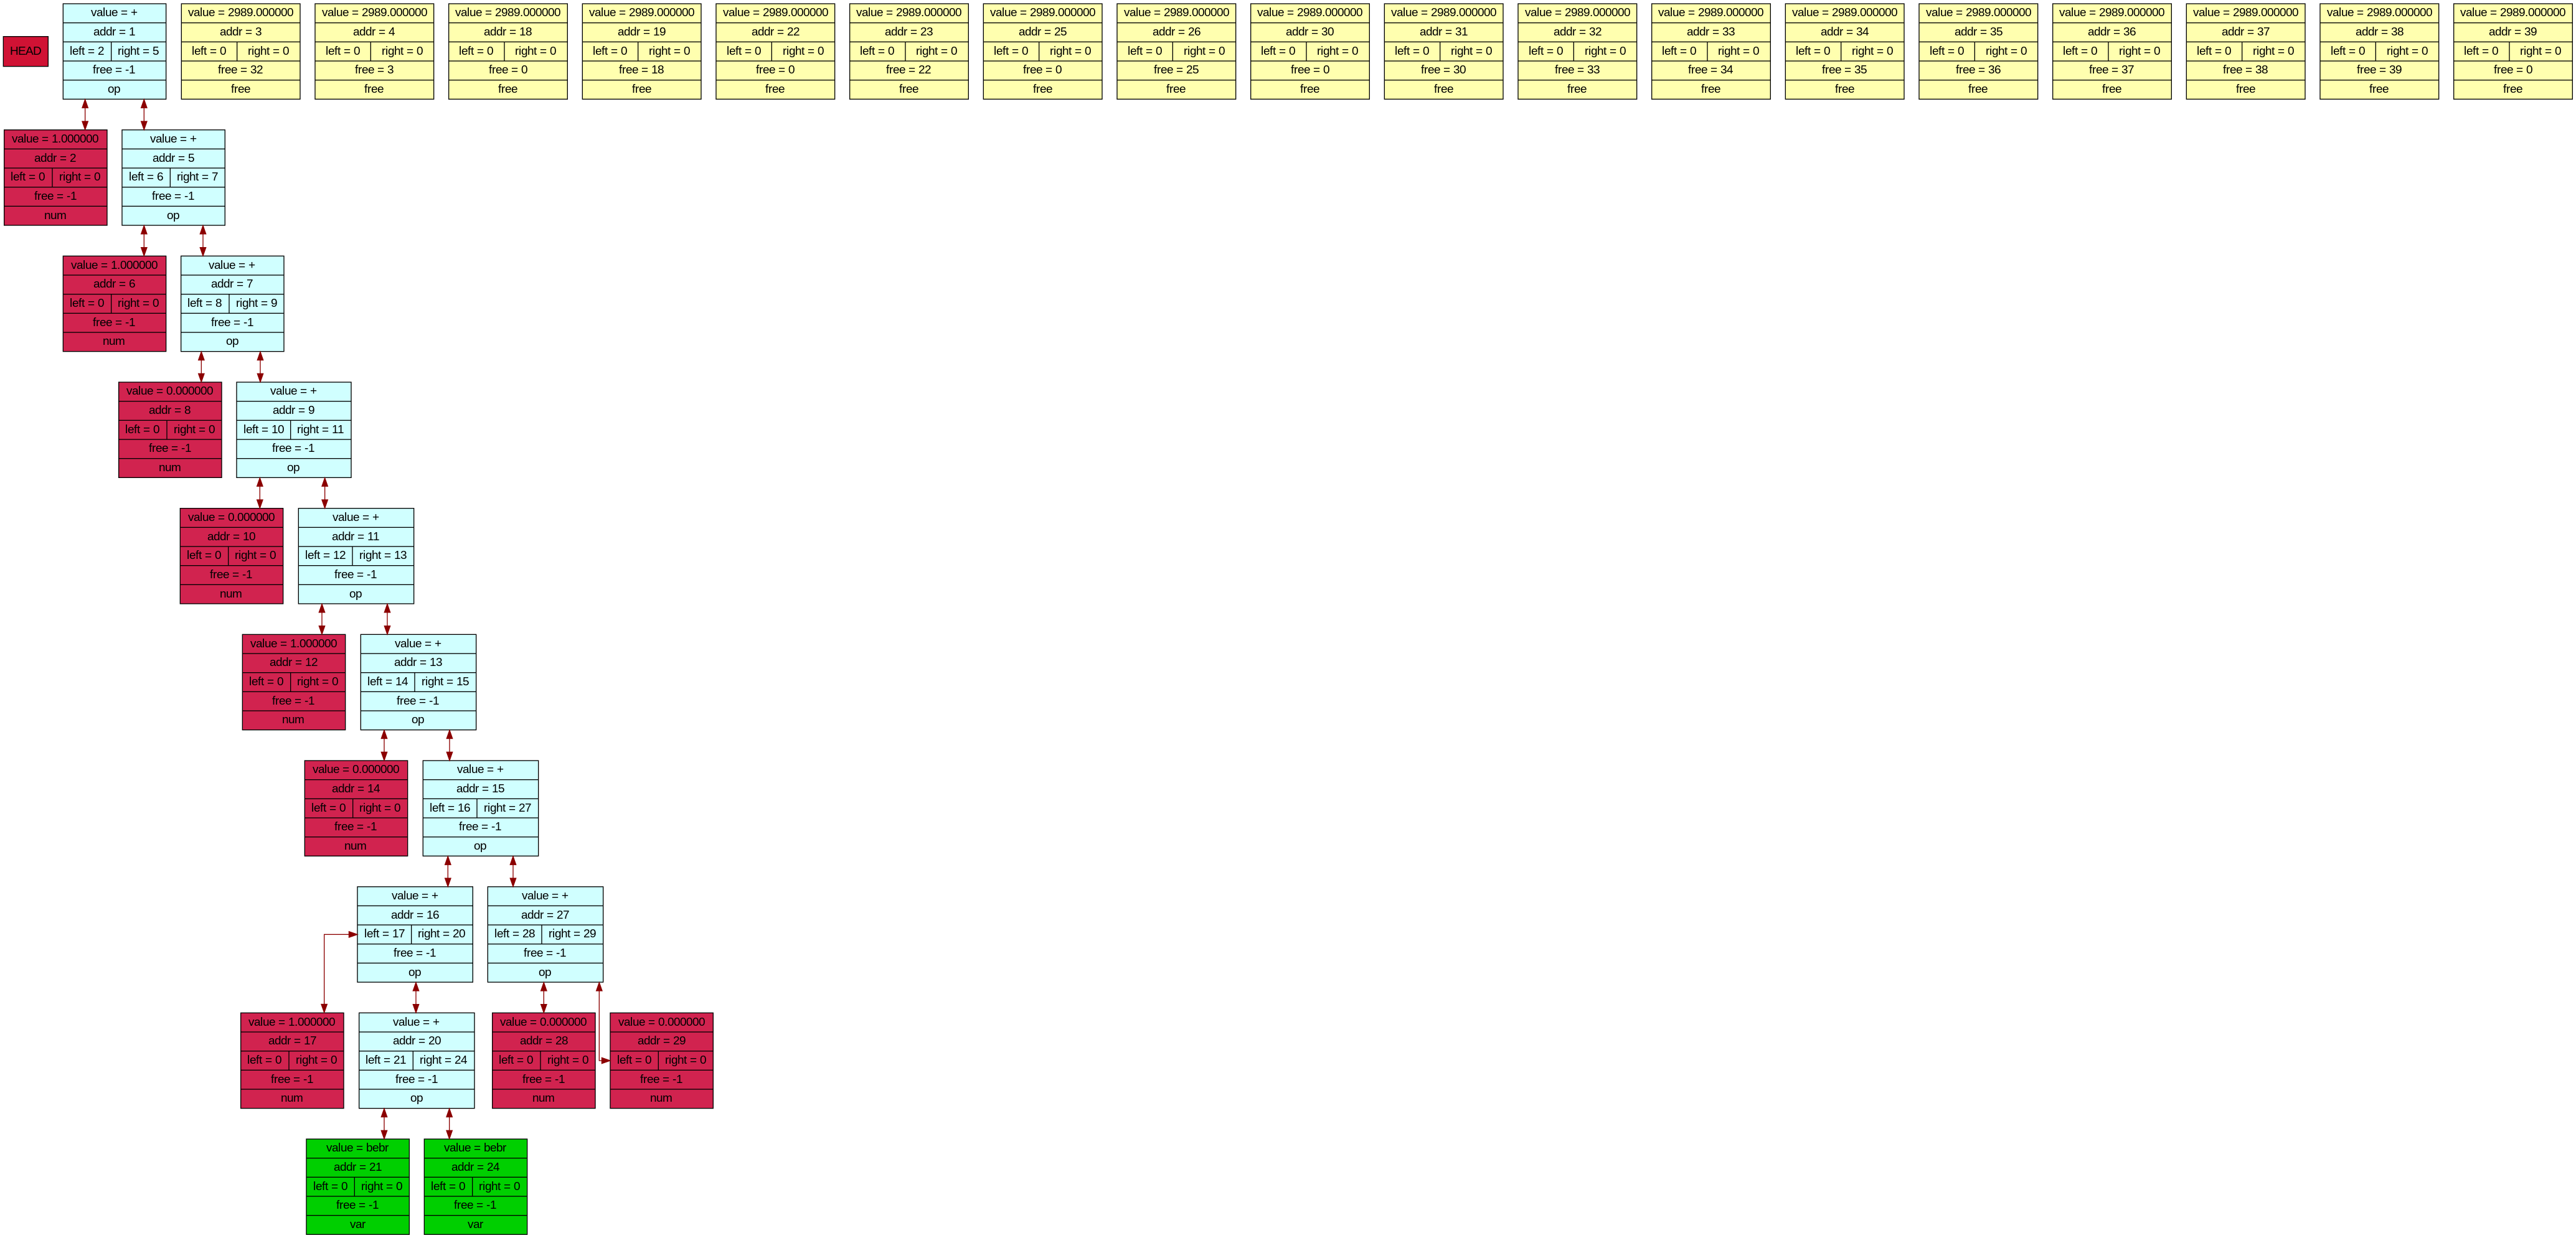 HEAD
value = +
addr = 1
left = 2 right = 5
free = -1
op
value = 2989.000000
addr = 3
left = 0 right = 0
free = 32
free
value = 2989.000000
addr = 4
left = 0 right = 0
free = 3
free
value = 2989.000000
addr = 18
left = 0 right = 0
free = 0
free
value = 2989.000000
addr = 19
left = 0 right = 0
free = 18
free
value = 2989.000000
addr = 22
left = 0 right = 0
free = 0
free
value = 2989.000000
addr = 23
left = 0 right = 0
free = 22
free
value = 2989.000000
addr = 25
left = 0 right = 0
free = 0
free
value = 2989.000000
addr = 26
left = 0 right = 0
free = 25
free
value = 2989.000000
addr = 30
left = 0 right = 0
free = 0
free
value = 2989.000000
addr = 31
left = 0 right = 0
free = 30
free
value = 2989.000000
addr = 32
left = 0 right = 0
free = 33
free
value = 2989.000000
addr = 33
left = 0 right = 0
free = 34
free
value = 2989.000000
addr = 34
left = 0 right = 0
free = 35
free
value = 2989.000000
addr = 35
left = 0 right = 0
free = 36
free
value = 2989.000000
addr = 36
left = 0 right = 0
free = 37
free
value = 2989.000000
addr = 37
left = 0 right = 0
free = 38
free
value = 2989.000000
addr = 38
left = 0 right = 0
free = 39
free
value = 2989.000000
addr = 39
left = 0 right = 0
free = 0
free
value = 1.000000
addr = 2
left = 0 right = 0
free = -1
num
value = +
addr = 5
left = 6 right = 7
free = -1
op
value = 1.000000
addr = 6
left = 0 right = 0
free = -1
num
value = +
addr = 7
left = 8 right = 9
free = -1
op
value = 0.000000
addr = 8
left = 0 right = 0
free = -1
num
value = +
addr = 9
left = 10 right = 11
free = -1
op
value = 0.000000
addr = 10
left = 0 right = 0
free = -1
num
value = +
addr = 11
left = 12 right = 13
free = -1
op
value = 1.000000
addr = 12
left = 0 right = 0
free = -1
num
value = +
addr = 13
left = 14 right = 15
free = -1
op
value = 0.000000
addr = 14
left = 0 right = 0
free = -1
num
value = +
addr = 15
left = 16 right = 27
free = -1
op
value = +
addr = 16
left = 17 right = 20
free = -1
op
value = +
addr = 27
left = 28 right = 29
free = -1
op
value = 1.000000
addr = 17
left = 0 right = 0
free = -1
num
value = +
addr = 20
left = 21 right = 24
free = -1
op
value = 0.000000
addr = 28
left = 0 right = 0
free = -1
num
value = 0.000000
addr = 29
left = 0 right = 0
free = -1
num
value = bebr
addr = 21
left = 0 right = 0
free = -1
var
value = bebr
addr = 24
left = 0 right = 0
free = -1
var